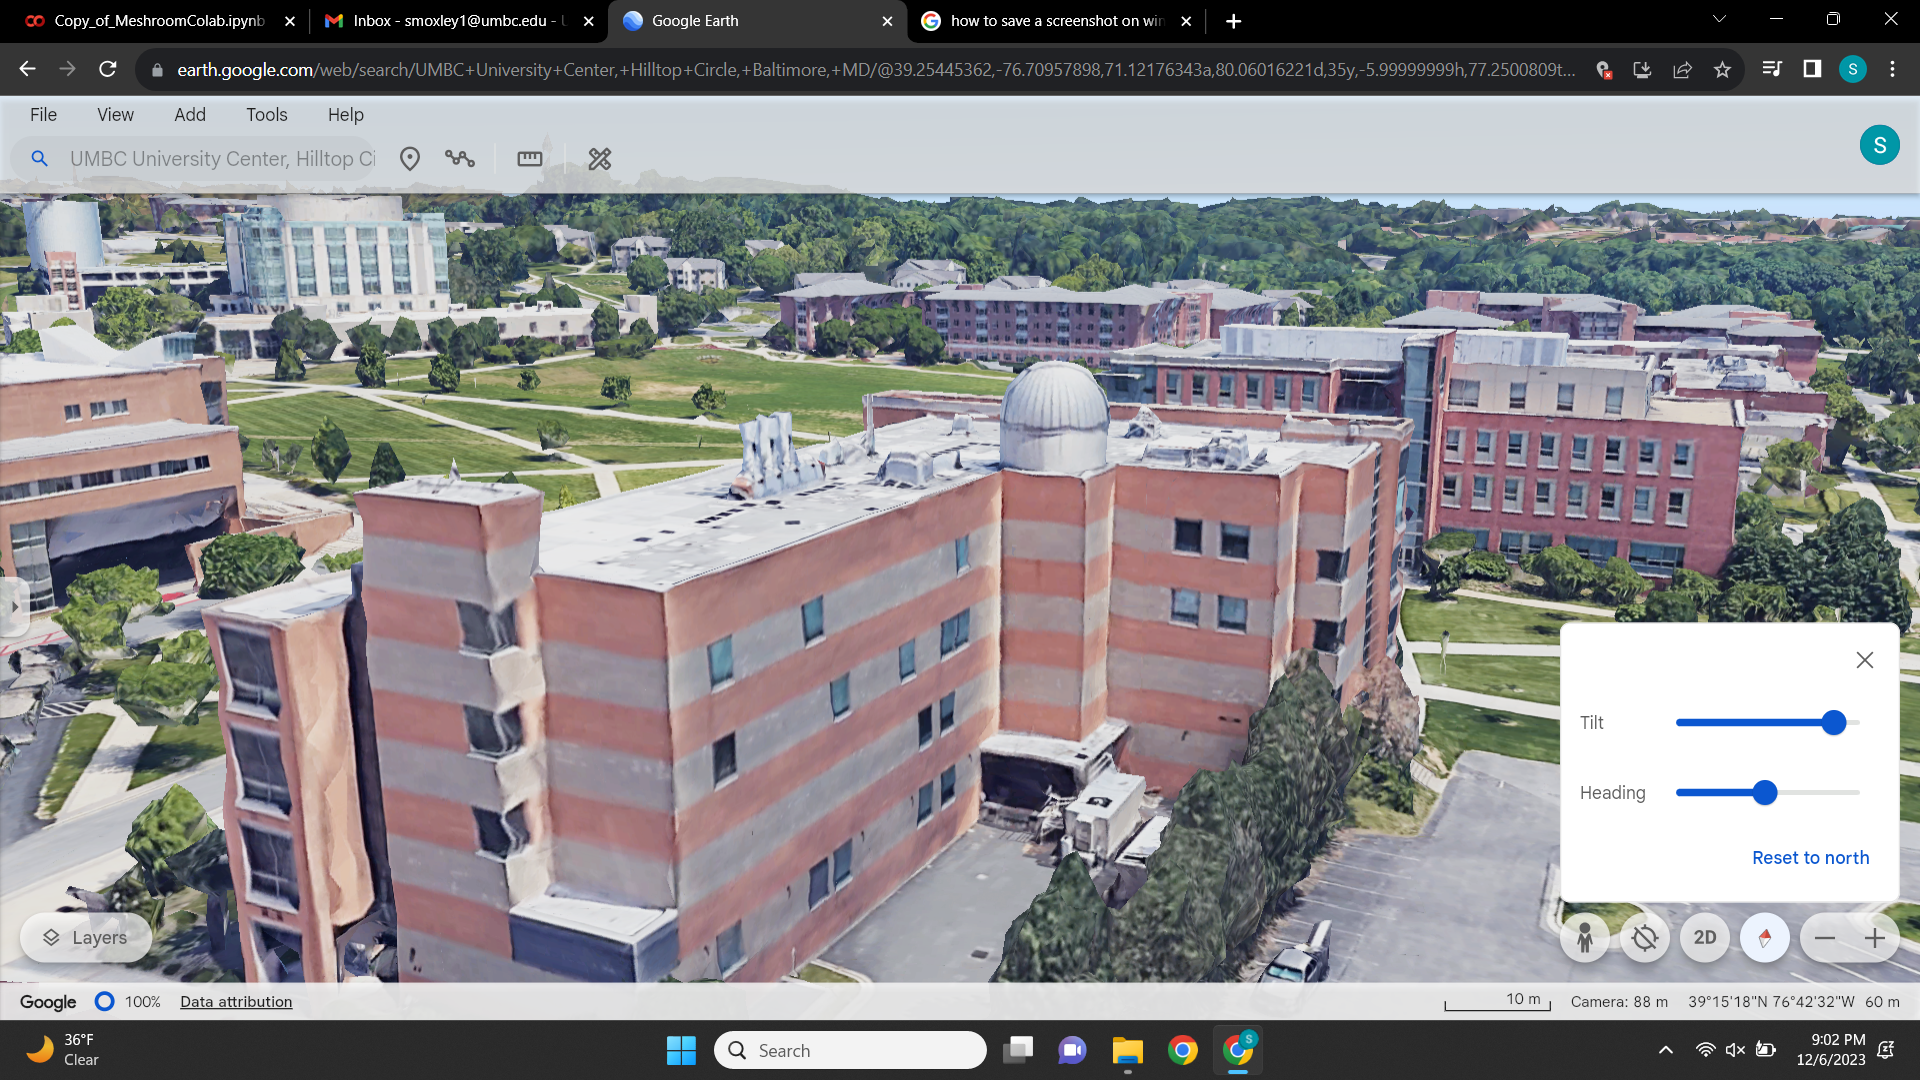 Copy_of_MeshroomColab.ipynb
Inbox - smoxley1@umbc.edu - U
Google Earth
how to save a screenshot on win
earth.google.com/web/search/UMBC+University+Center,+Hilltop+Circle,+Baltimore,+MD/@39.25445362,-76.70957898,71.12176343a,80.06016221d,35y,-5.99999999h,77.2500809t...
S
File View Add Tools Help
UMBC University Center, Hilltop Ci
S
Tilt
Heading
Reset to north
Layers
2D
Google 100% Data attribution
10 m Camera: 88 m 39°15'18"N 76°42'32"W 60 m
36°F
Clear
Search
S
9:02 PM
12/6/2023